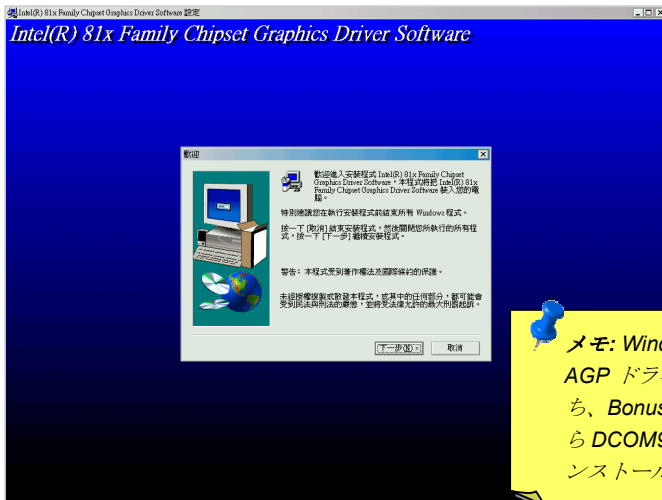 Intel(R) 81x Family Chipset Graphics Driver Software 設定
Intel(R) 81x Family Chipset Graphics Driver Software
歡迎
歡迎進入安裝程式 Intel(R) 81x Family Chipset
Graphics Driver Software。本程式將把 Intel(R) 81x
Family Chipset Graphics Driver Software 裝入您的電
腦。
特別建議您在執行安裝程式前結束所有 Windows 程式。
按一下 [取消] 結束安裝程式,然後關閉您所執行的所有程
式,按一下 [下一步] 繼續安裝程式。
警告: 本程式受到著作權法及國際條約的保護。
未經授權複製或散發本程式,或其中的任何部分,都可能會
受到民法與刑法的嚴懲,並將受法律允許的最大刑罰起訴。
下一步(N) >
取消
メモ: Wind
AGP ドラ
ち、Bonus
ら DCOM9
ンストール